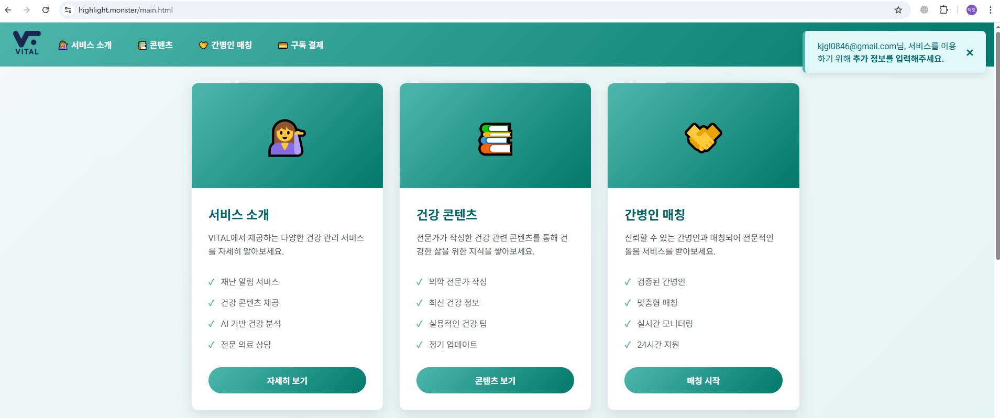 highlight.monster/main.html
덕호
VITAL
서비스 소개
콘텐츠
간병인 매칭
구독 결제
kjgl0846@gmail.com님, 서비스를 이용
하기 위해 추가 정보를 입력해주세요.
서비스 소개
VITAL에서 제공하는 다양한 건강 관리 서비스
를 자세히 알아보세요.
✓ 재난 알림 서비스
✓ 건강 콘텐츠 제공
✓ AI 기반 건강 분석
✓ 전문 의료 상담
자세히 보기
건강 콘텐츠
전문가가 작성한 건강 관련 콘텐츠를 통해 건
강한 삶을 위한 지식을 쌓아보세요.
✓ 의학 전문가 작성
✓ 최신 건강 정보
✓ 실용적인 건강 팁
✓ 정기 업데이트
콘텐츠 보기
간병인 매칭
신뢰할 수 있는 간병인과 매칭되어 전문적인
돌봄 서비스를 받아보세요.
✓ 검증된 간병인
✓ 맞춤형 매칭
✓ 실시간 모니터링
✓ 24시간 지원
매칭 시작